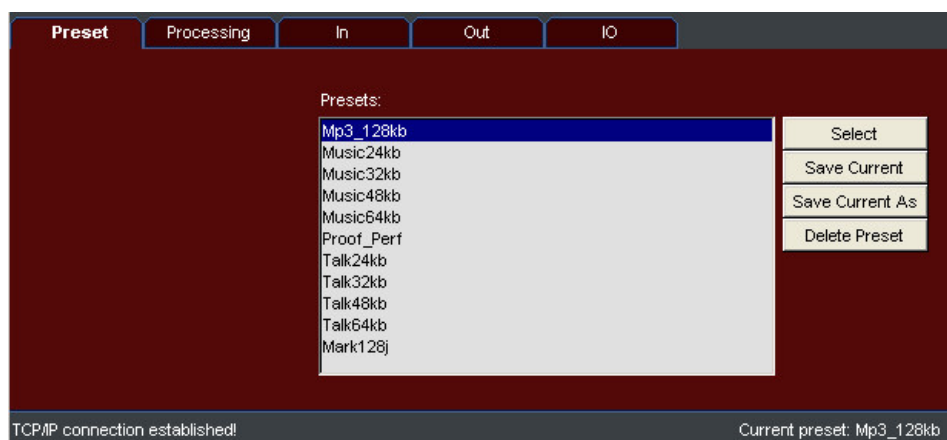 Preset Processing In Out IO
Presets:
Mp3_128kb
Music24kb
Music32kb
Music48kb
Music64kb
Proof_Perf
Talk24kb
Talk32kb
Talk48kb
Talk64kb
Mark128j
Select
Save Current
Save Current As
Delete Preset
TCP/IP connection established!
Current preset: Mp3_128kb